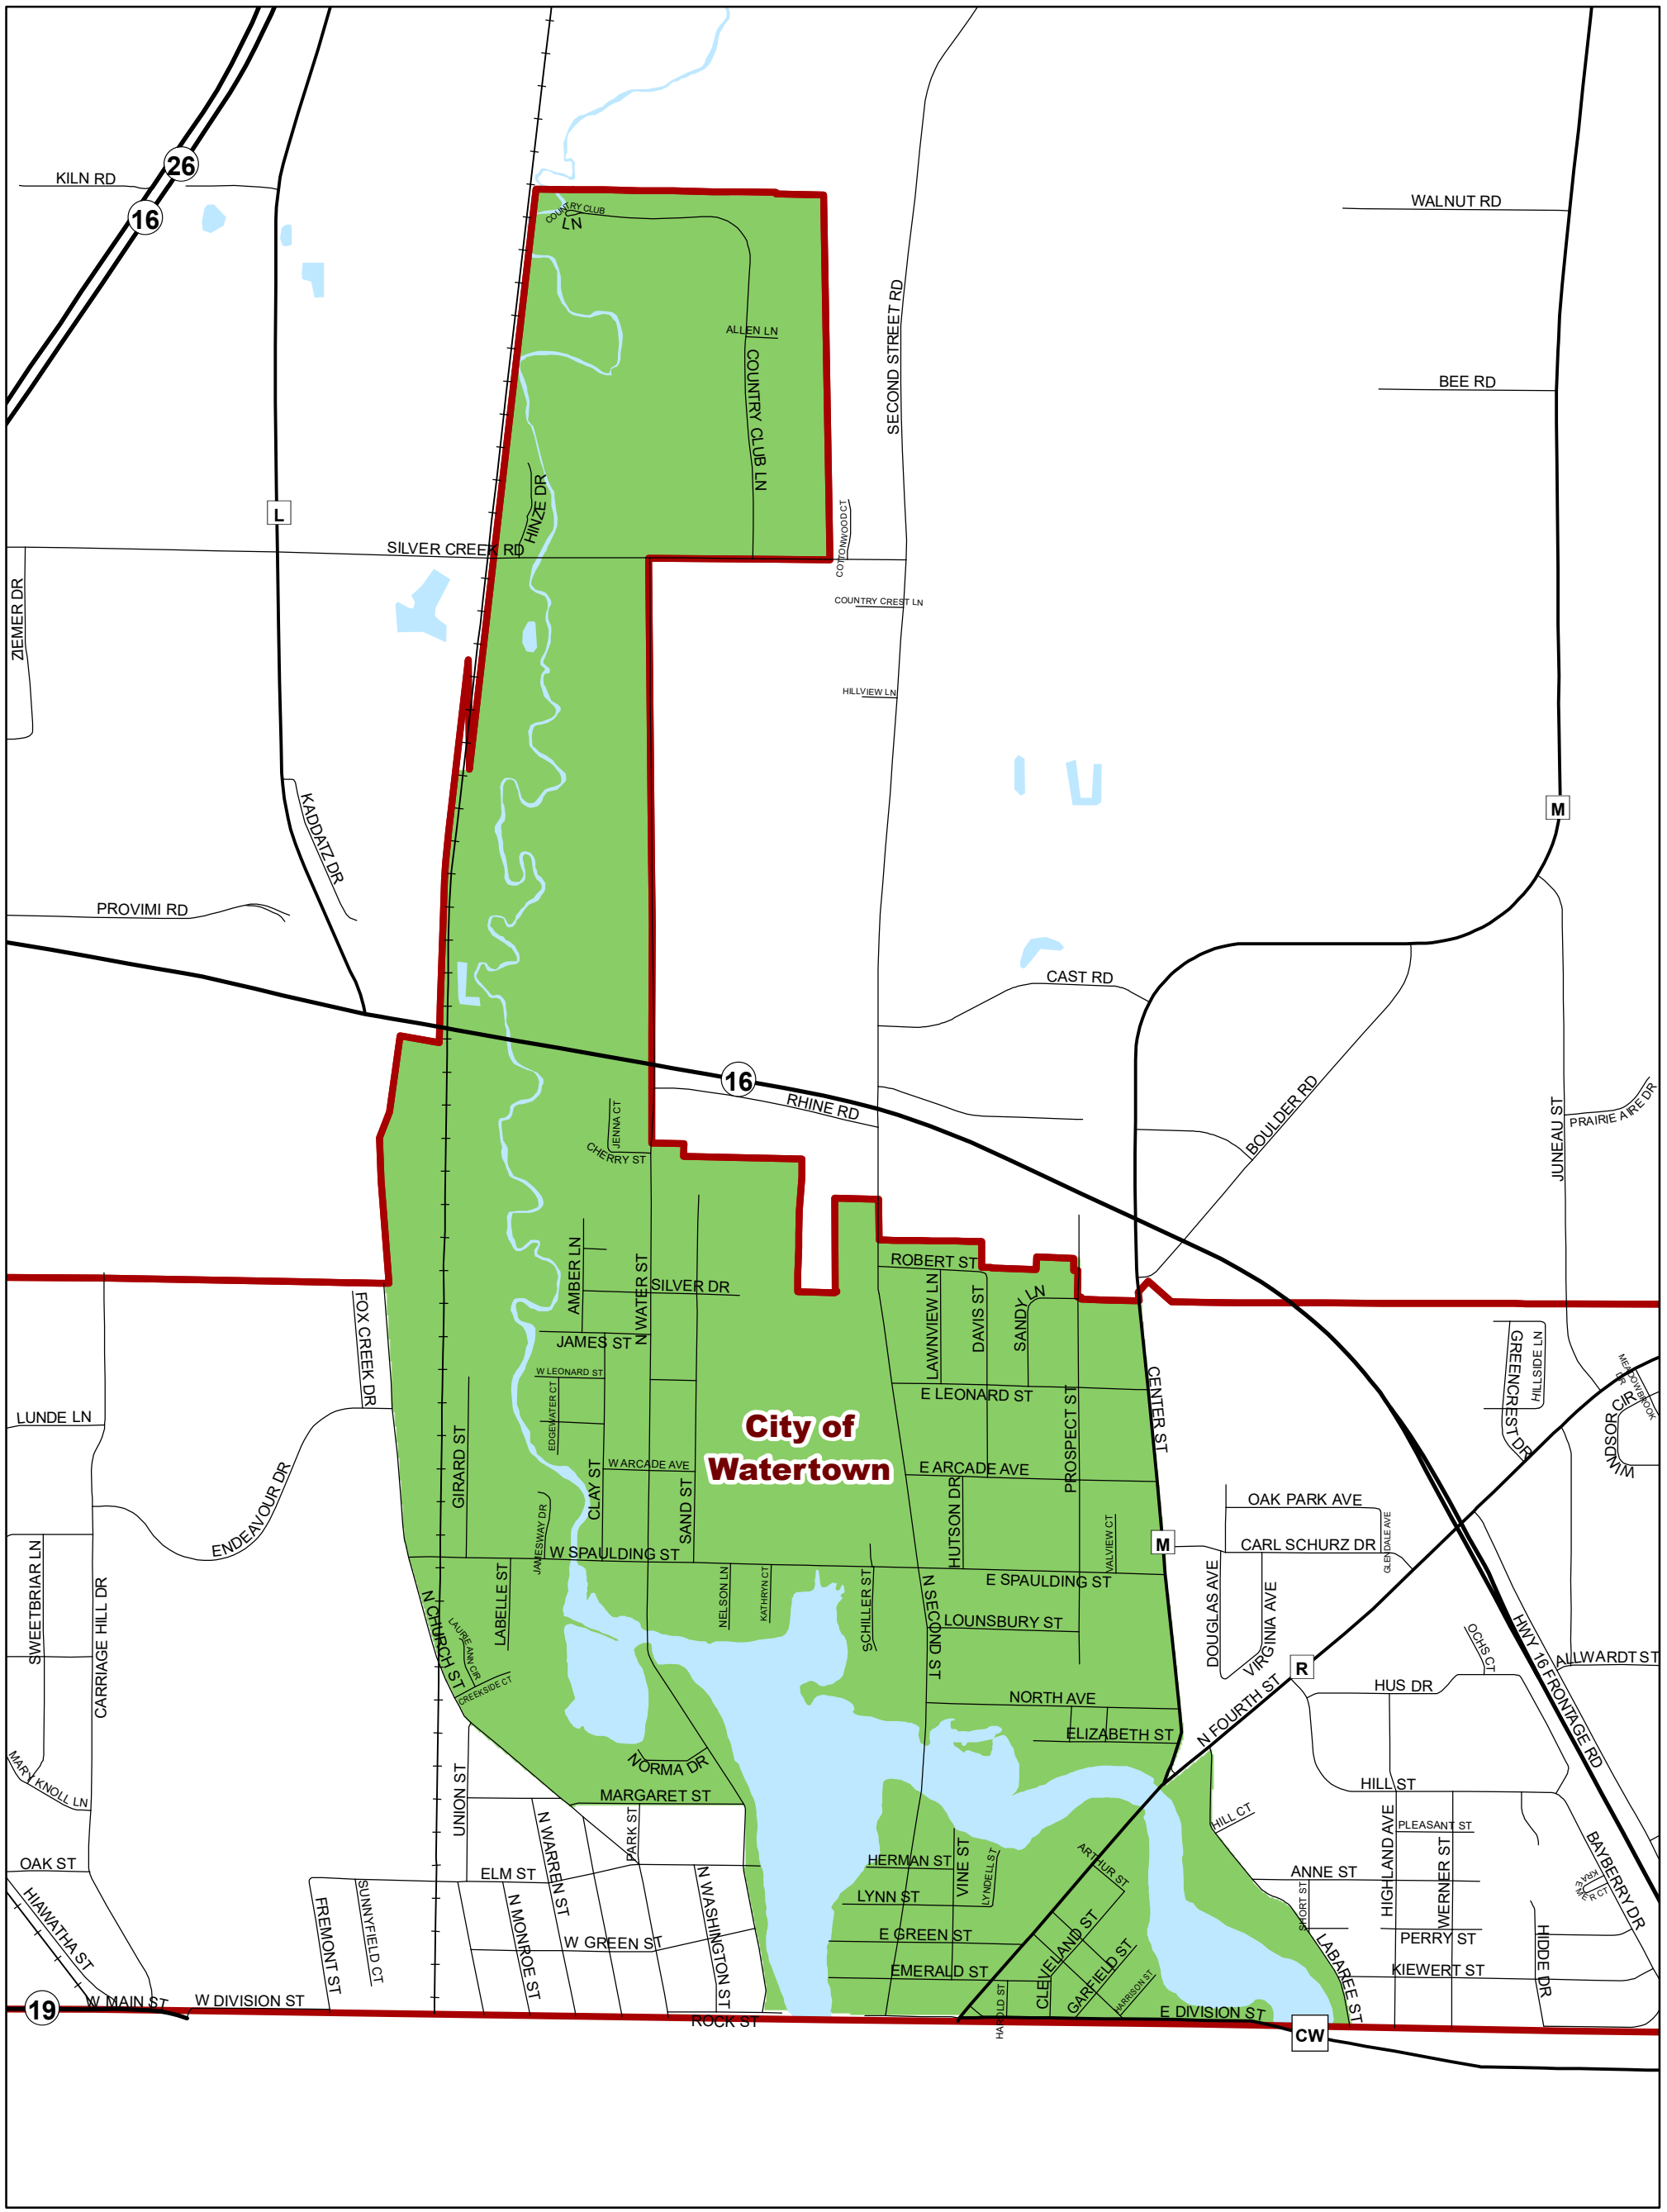 26
KILN RD
16
WALNUT RD
COUNTRY CLUB
LN
SECOND STREET RD
ALLEN LN
COUNTRY CLUB LN
BEE RD
HINZE DR
L
COTTONWOOD CT
SILVER CREEK RD
ZIEMER DR
COUNTRY CREST LN
HILLVIEW LN
KADDATZ DR
M
PROVIMI RD
CAST RD
16
RHINE RD
BOULDER RD
JUNEAU ST
PRAIRIE AIRE DR
JENNA CT
CHERRY ST
AMBER LN
N WATER ST
SILVER DR
ROBERT ST
LAWNVIEW LN
DAVIS ST
SANDY LN
FOX CREEK DR
JAMES ST
W LEONARD ST
EDGEWATER CT
E LEONARD ST
CENTER ST
GREENCREST DR
HILLSIDE LN
MEADOWBROOK
DR
WINDSOR CIR
LUNDE LN
GIRARD ST
City of
Watertown
PROSPECT ST
CLAY ST
W ARCADE AVE
SAND ST
E ARCADE AVE
HUTSON DR
ENDEAVOUR DR
JAMESWAY DR
VALVIEW CT
M
OAK PARK AVE
CARL SCHURZ DR
GLENDALE AVE
SWEETBRIAR LN
CARRIAGE HILL DR
W SPAULDING ST
LABELLE ST
NELSON LN
KATHRYN CT
SCHILLER ST
E SPAULDING ST
N SECOND ST
LOUNSBURY ST
DOUGLAS AVE
VIRGINIA AVE
N CHURCH ST
LAURIE ANN CIR
CREEKSIDE CT
OCHS CT
HWY 16 FRONTAGE RD
ALLWARDT ST
R
N FOURTH ST
HUS DR
NORTH AVE
ELIZABETH ST
MARY KNOLL LN
NORMA DR
MARGARET ST
UNION ST
PARK ST
HILL ST
HILL CT
HIGHLAND AVE
PLEASANT ST
WERNER ST
BAYBERRY DR
N WARREN ST
OAK ST
HIAWATHA ST
ELM ST
HERMAN ST
VINE ST
LYNDELL ST
ARTHUR ST
ANNE ST
SHORT ST
KRAEMER CT
FREMONT ST
SUNNYFIELD CT
N MONROE ST
N WASHINGTON ST
LYNN ST
W GREEN ST
E GREEN ST
CLEVELAND ST
GARFIELD ST
HARRISON ST
PERRY ST
HIDDE DR
EMERALD ST
LABAREE ST
KIEWERT ST
19
W MAIN ST
W DIVISION ST
ROCK ST
HAROLD ST
E DIVISION ST
CW